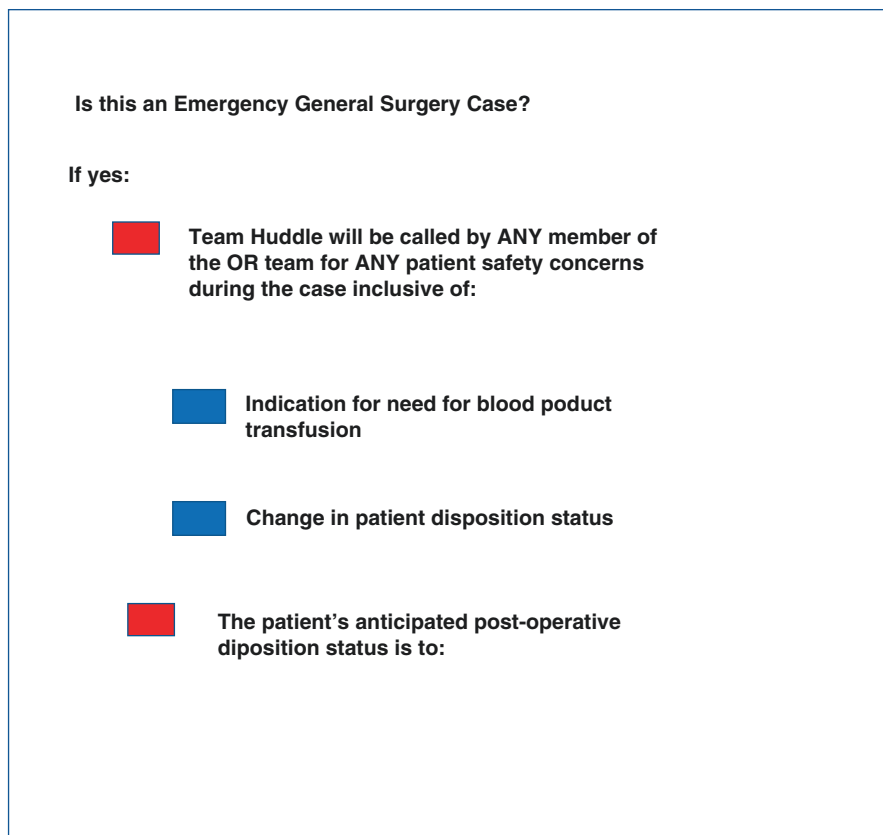 Is this an Emergency General Surgery Case?
If yes:
Team Huddle will be called by ANY member of
the OR team for ANY patient safety concerns
during the case inclusive of:
Indication for need for blood poduct
transfusion
Change in patient disposition status
The patient’s anticipated post-operative
diposition status is to: